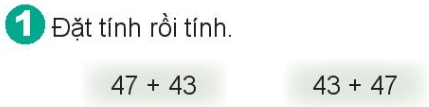 1 Đặt tính rồi tính.
47 + 43 43 + 47